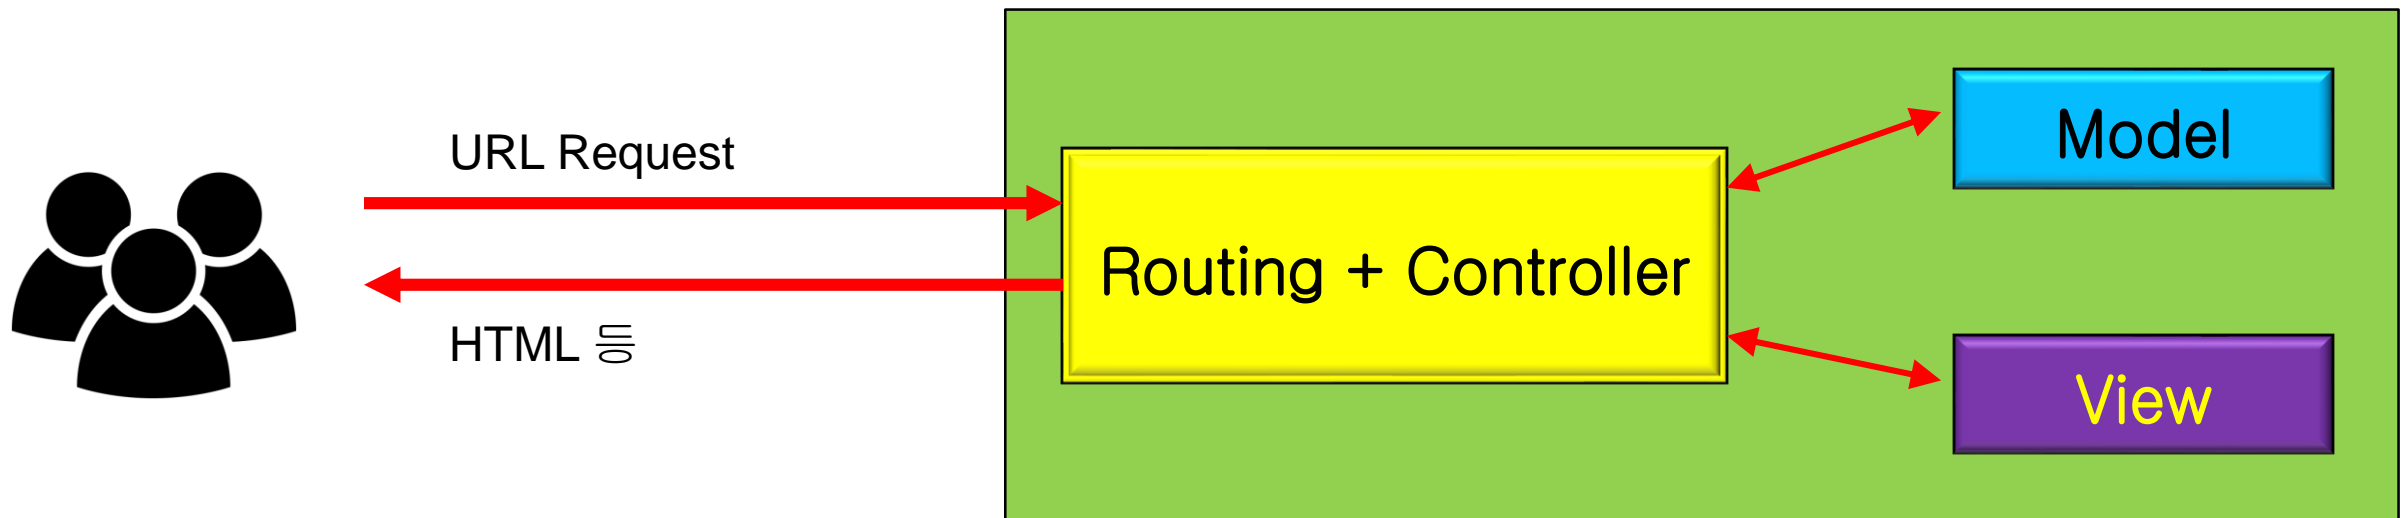 URL Request
HTML 등
Routing + Controller
Model
View